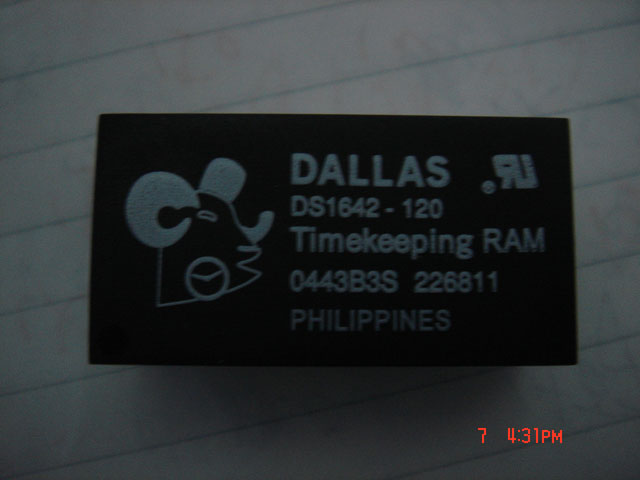 DALLAS
DS1642 - 120
Timekeeping RAM
0443B3S 226811
PHILIPPINES
7 4:31PM